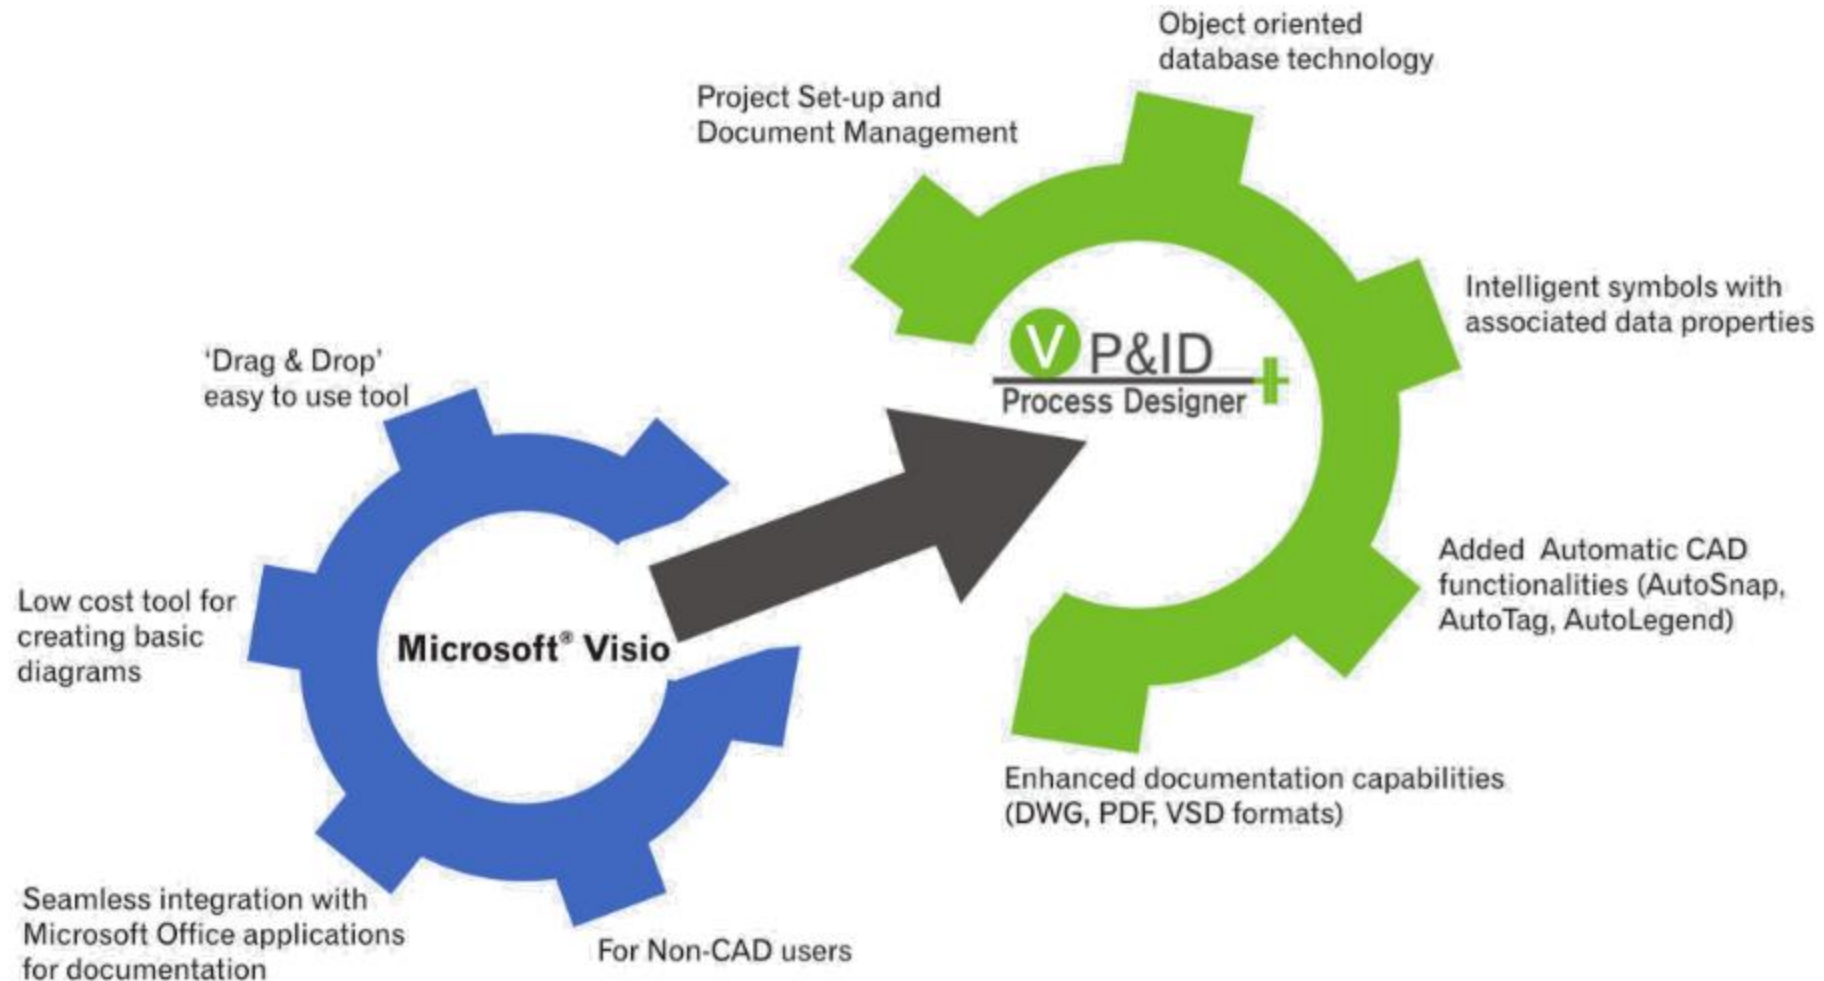 Object oriented
database technology
Project Set-up and
Document Management
Intelligent symbols with
associated data properties
V P&ID
Process Designer
'Drag & Drop'
easy to use tool
Added  Automatic CAD
functionalities (AutoSnap,
AutoTag, AutoLegend)
Low cost tool for
creating basic
diagrams
Microsoft® Visio
Enhanced documentation capabilities
(DWG, PDF, VSD formats)
Seamless integration with
Microsoft Office applications
for documentation
For Non-CAD users